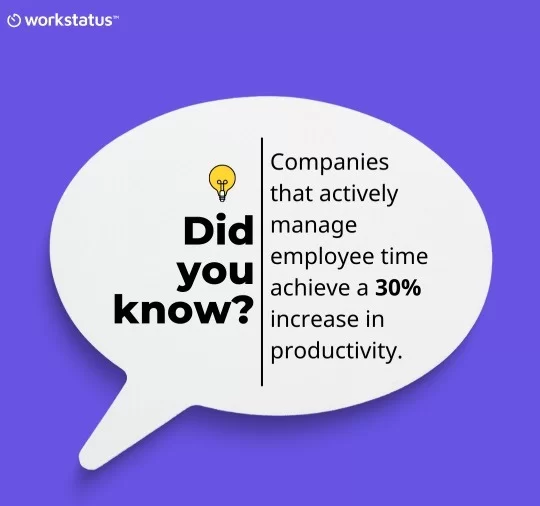 workstatus™
Did
you
know?
Companies
that actively
manage
employee time
achieve a 30%
increase in
productivity.